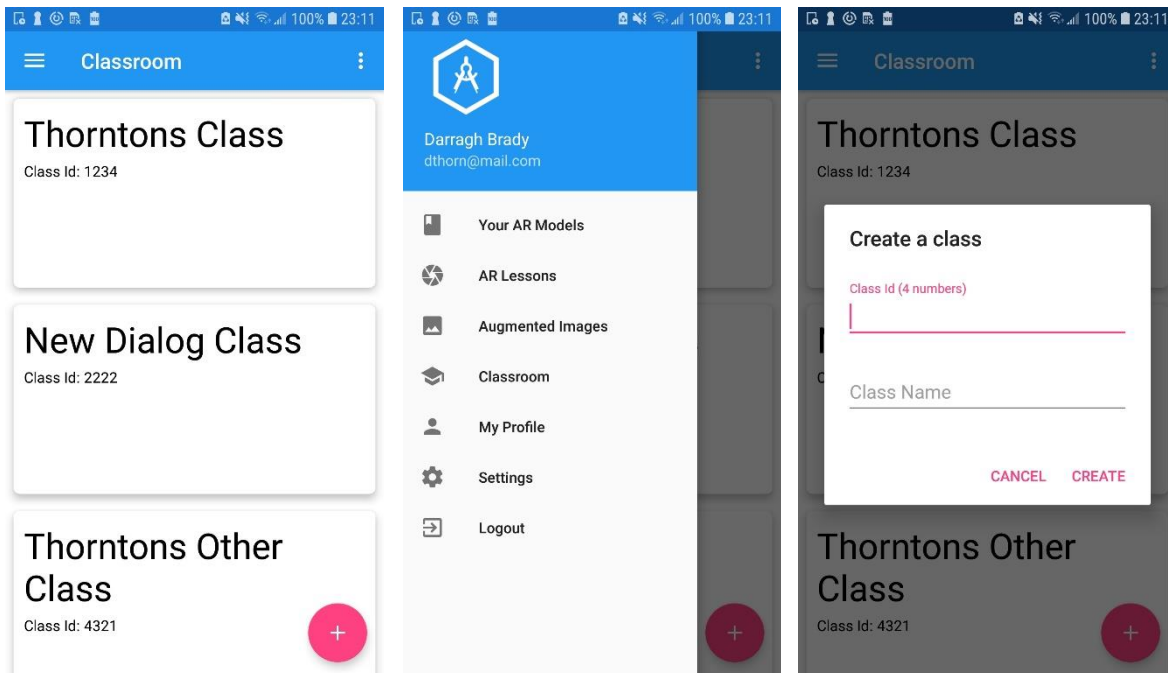 100% 23:11
Classroom
Thorntons Class
Class Id: 1234
New Dialog Class
Class Id: 2222
Thorntons Other
Class
Class Id: 4321
+
100% 23:11
Darragh Brady
dthorn@mail.com
Your AR Models
AR Lessons
Augmented Images
Classroom
My Profile
Settings
Logout
+
100% 23:11
Classroom
Thorntons Class
Class Id: 1234
Create a class
Class Id (4 numbers)
Class Name
CANCEL CREATE
Thorntons Other
Class
Class Id: 4321
+